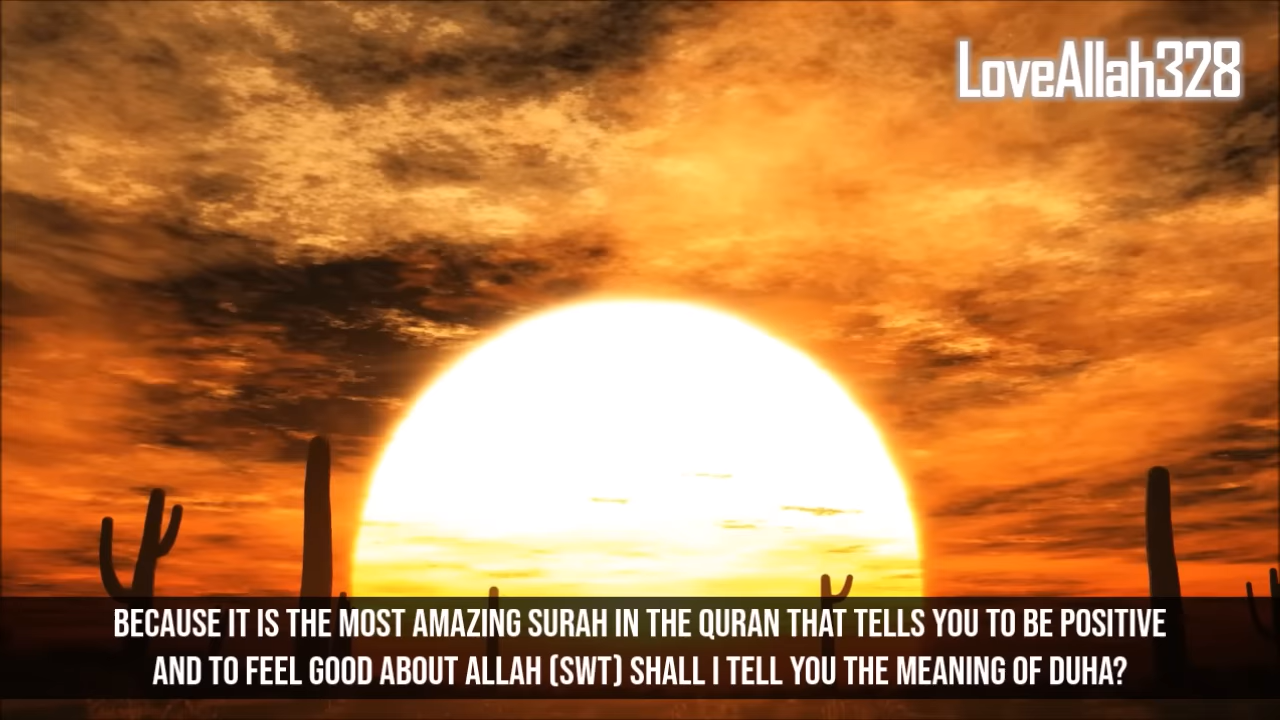 LoveAllah328
BECAUSE IT IS THE MOST AMAZING SURAH IN THE QURAN THAT TELLS YOU TO BE POSITIVE
AND TO FEEL GOOD ABOUT ALLAH (SWT) SHALL I TELL YOU THE MEANING OF DUHA?